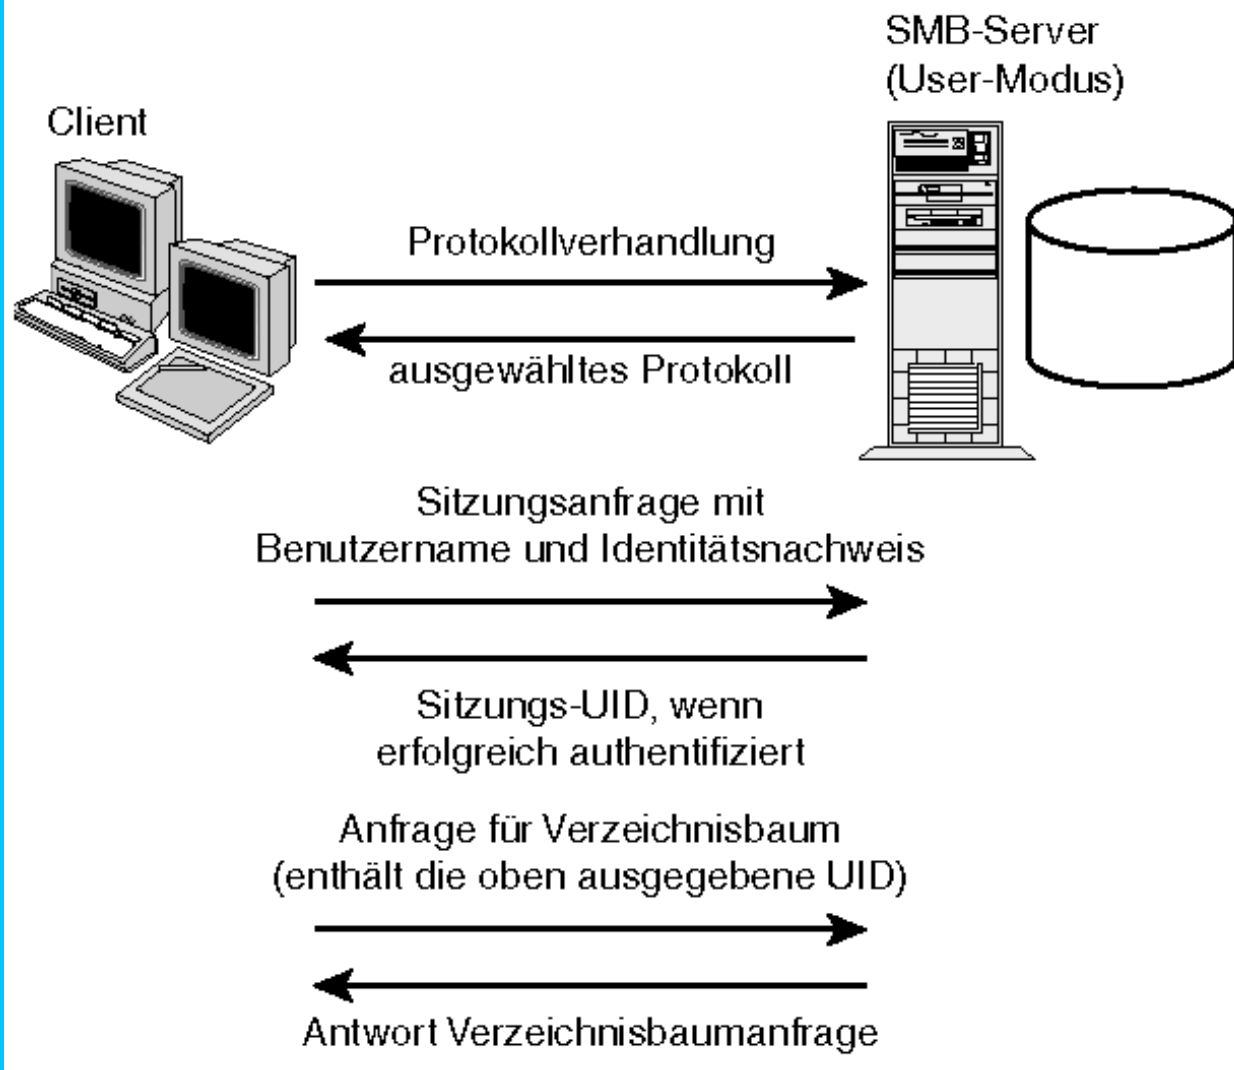 SMB-Server
(User-Modus)
Client
Protokollverhandlung
ausgewähltes Protokoll
Sitzungsanfrage mit
Benutzername und Identitätsnachweis
Sitzungs-UID, wenn
erfolgreich authentifiziert
Anfrage für Verzeichnisbaum
(enthält die oben ausgegebene UID)
Antwort Verzeichnisbaumanfrage